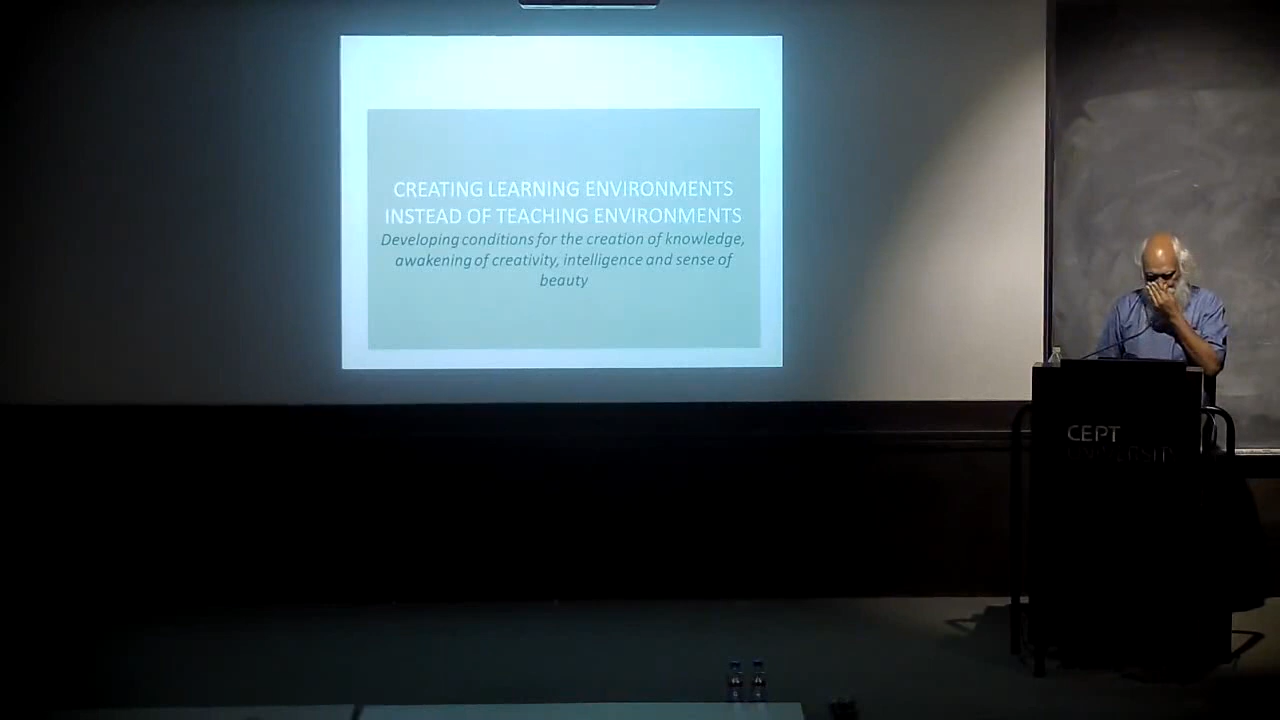 CREATING LEARNING ENVIRONMENTS
INSTEAD OF TEACHING ENVIRONMENTS
Developing conditions for the creation of knowledge,
awakening of creativity, intelligence and sense of
beauty
CEPT